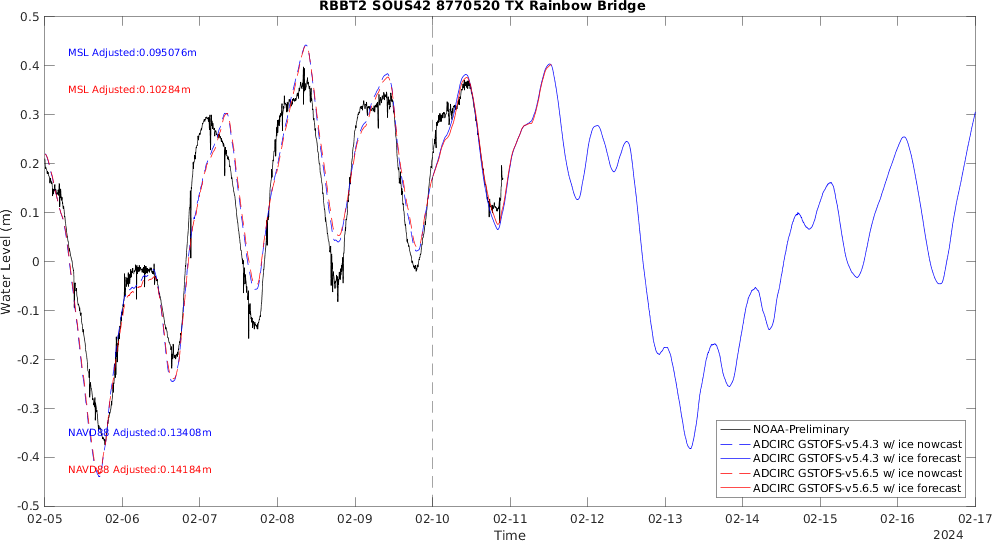 RBBT2 SOUS42 8770520 TX Rainbow Bridge
0.5
0.4
0.3
0.2
0.1
0
-0.1
-0.2
-0.3
-0.4
-0.5
Water Level (m)
MSL Adjusted:0.095076m
MSL Adjusted:0.10284m
NAVD88 Adjusted:0.13408m
NAVD88 Adjusted:0.14184m
NOAA-Preliminary
ADCIRC GSTOFS-v5.4.3 w/ ice nowcast
ADCIRC GSTOFS-v5.4.3 w/ ice forecast
ADCIRC GSTOFS-v5.6.5 w/ ice nowcast
ADCIRC GSTOFS-v5.6.5 w/ ice forecast
02-05 02-06 02-07 02-08 02-09 02-10 02-11 02-12 02-13 02-14 02-15 02-16 02-17
Time
2024